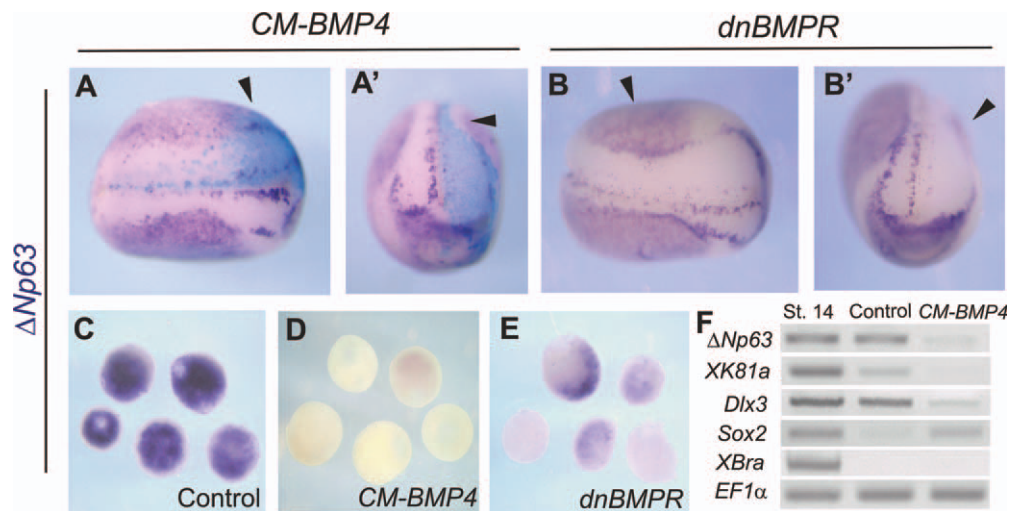 CM-BMP4 dnBMPR
A A' B B'
ΔNp63
C D E F
St. 14 Control CM-BMP4
ΔNp63
XK81a
Dlx3
Sox2
XBra
EF1α
Control CM-BMP4 dnBMPR